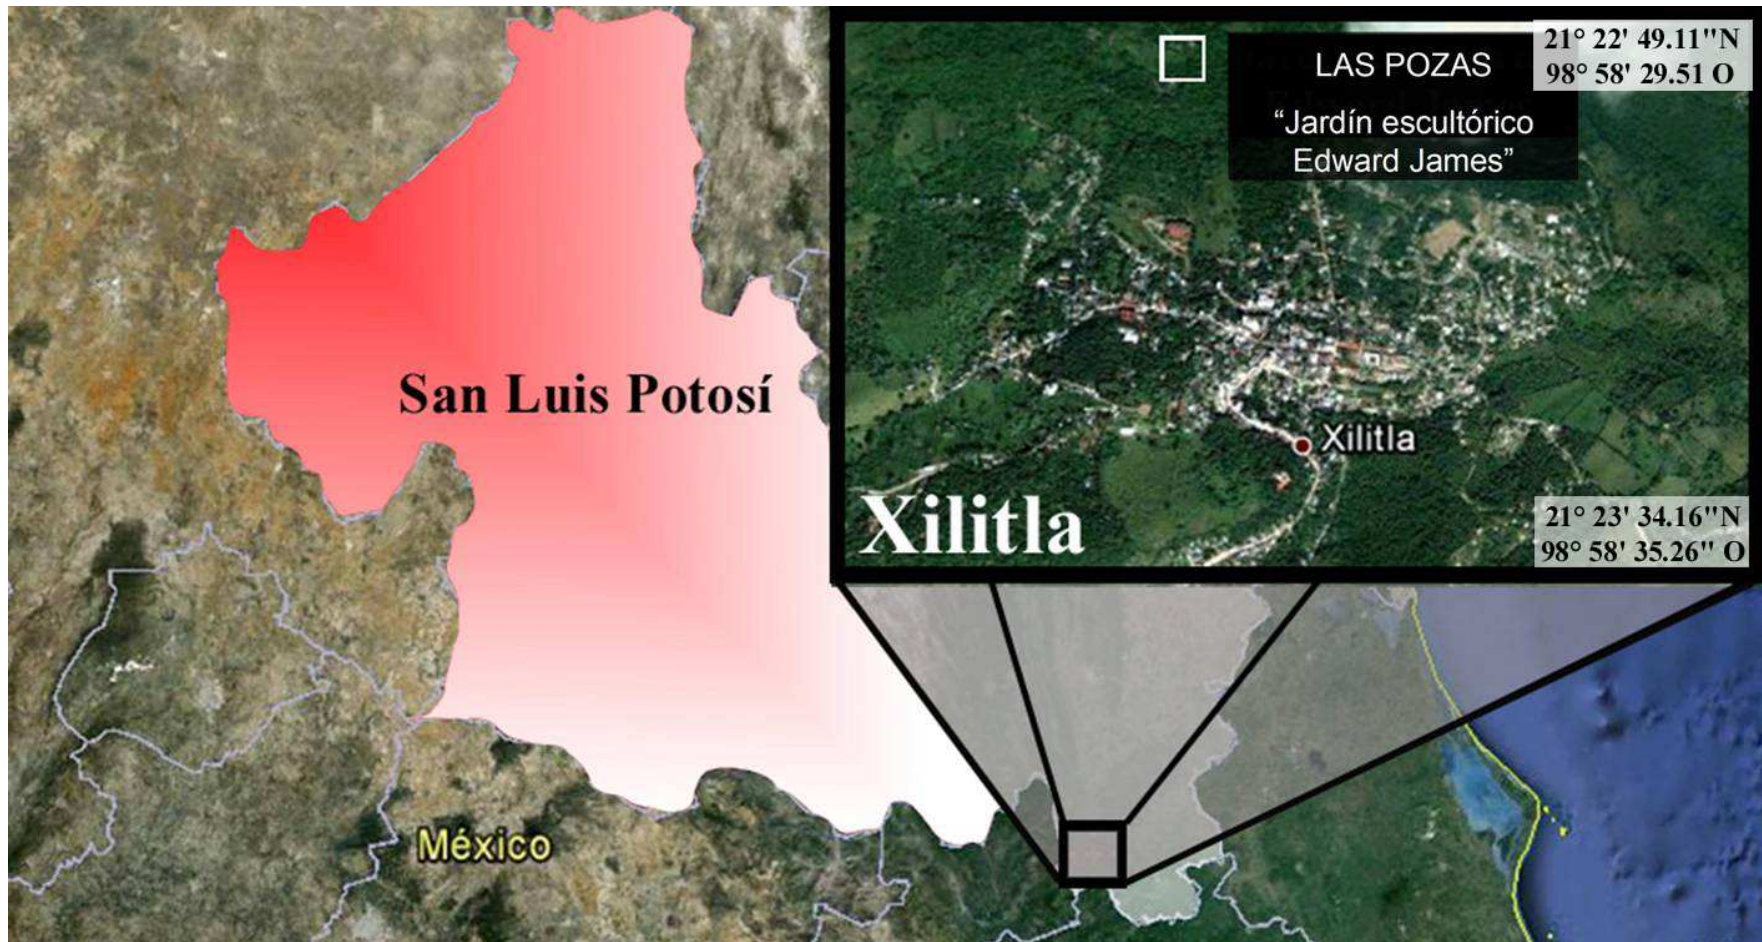 21° 22' 49.11"N
98° 58' 29.51 O
LAS POZAS
“Jardín escultórico
Edward James”
San Luis Potosí
Xilitla
Xilitla
21° 23' 34.16"N
98° 58' 35.26" O
México